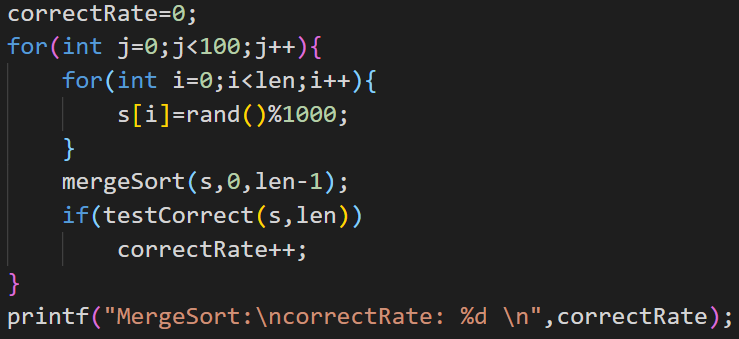 correctRate=0;
for(int j=0;j<100;j++){
    for(int i=0;i<len;i++){
        s[i]=rand()%1000;
    }
    mergeSort(s,0,len-1);
    if(testCorrect(s,len))
        correctRate++;
}
printf("MergeSort:\ncorrectRate: %d \n",correctRate);